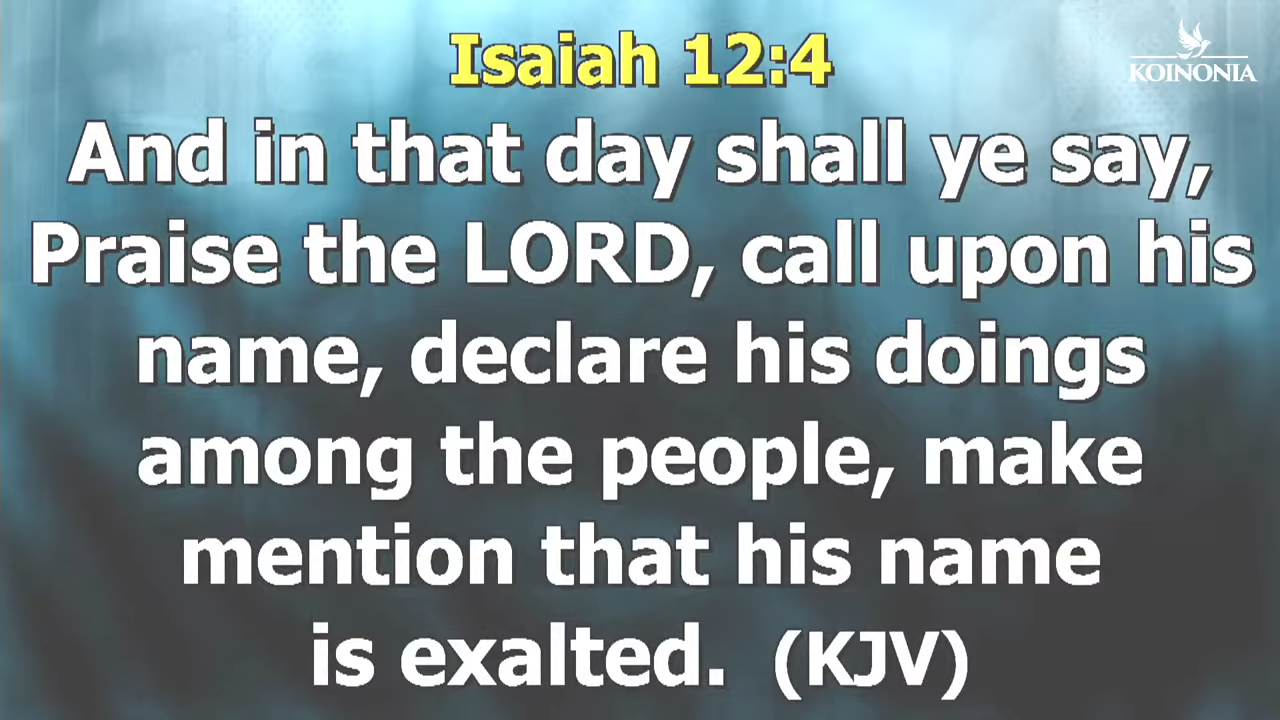 Isaiah 12:4
KOINONIA
And in that day shall ye say,
Praise the LORD, call upon his
name, declare his doings
among the people, make
mention that his name
is exalted. (KJV)